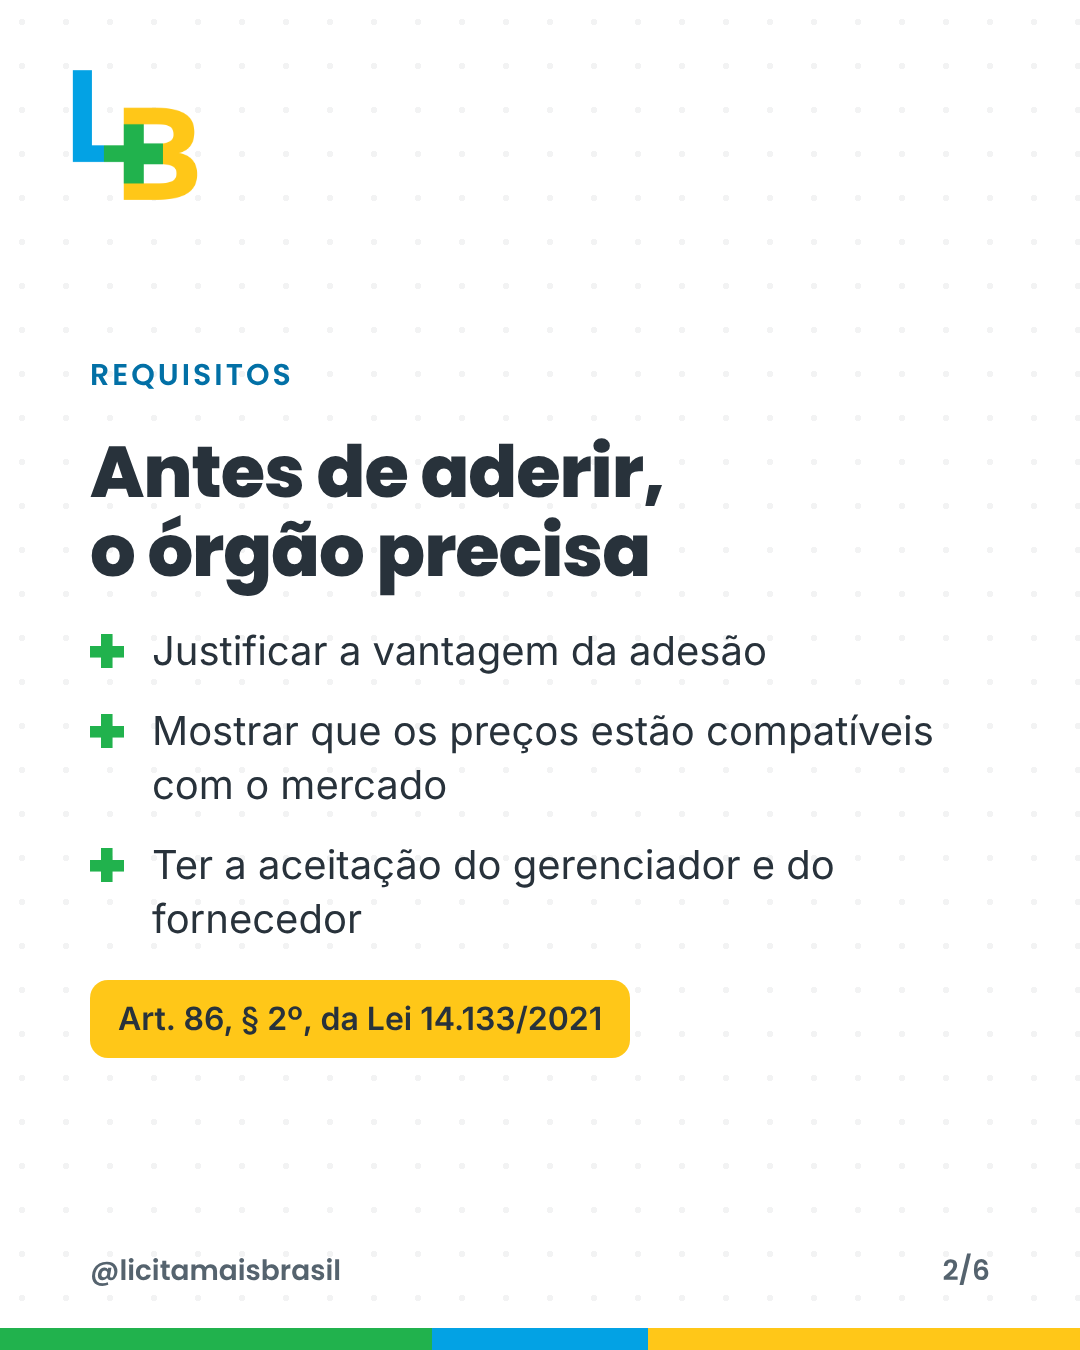 L+B
REQUISITOS
Antes de aderir,
o órgão precisa
Justificar a vantagem da adesão
Mostrar que os preços estão compatíveis
com o mercado
Ter a aceitação do gerenciador e do
fornecedor
Art. 86, § 2º, da Lei 14.133/2021
@licitamaisbrasil
2/6